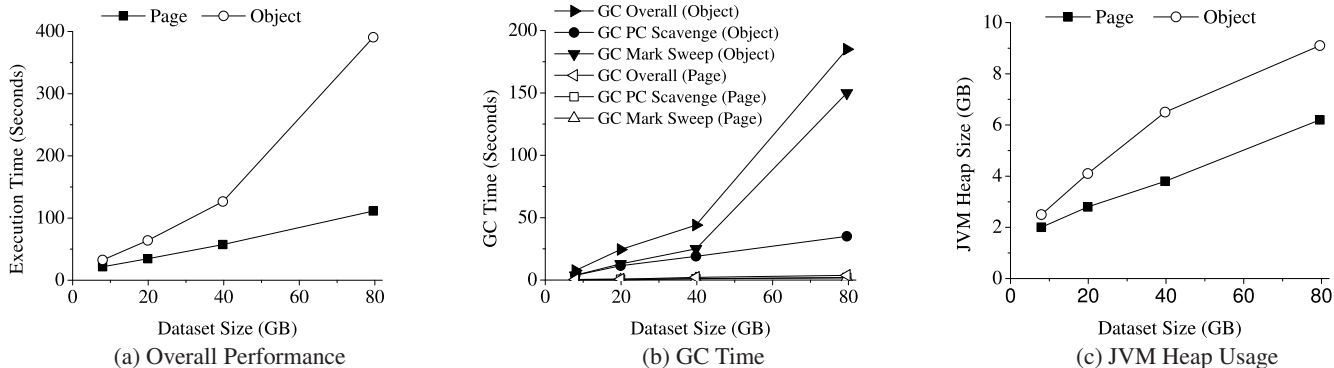 Page Object
400
300
200
100
0
0 20 40 60 80
Execution Time (Seconds)
Dataset Size (GB)
(a) Overall Performance
GC Overall (Object)
GC PC Scavenge (Object)
GC Mark Sweep (Object)
GC Overall (Page)
GC PC Scavenge (Page)
GC Mark Sweep (Page)
200
150
100
50
0
0 20 40 60 80
GC Time (Seconds)
Dataset Size (GB)
(b) GC Time
Page Object
10
8
6
4
2
0
0 20 40 60 80
JVM Heap Size (GB)
Dataset Size (GB)
(c) JVM Heap Usage